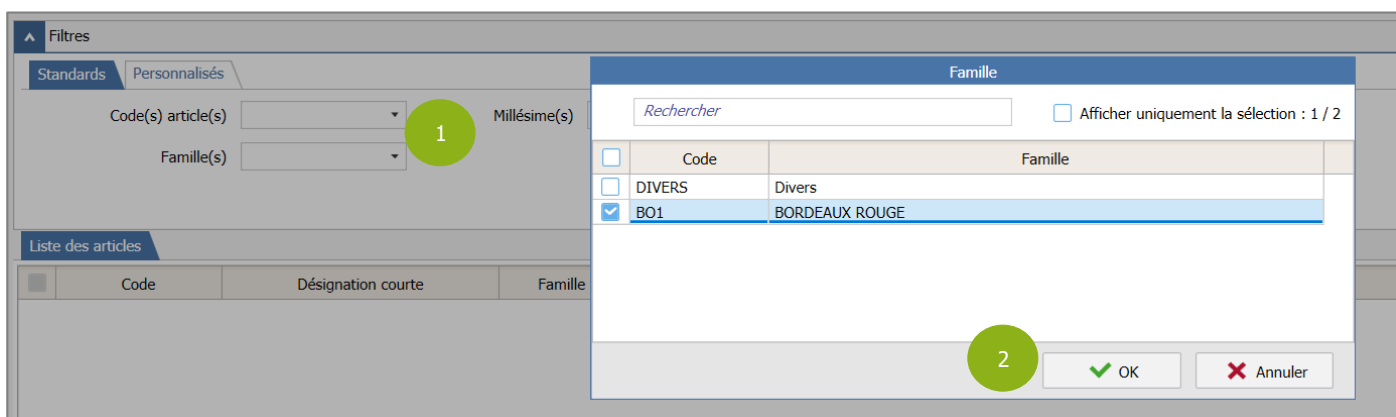 Filtres
Standards Personnalisés
Famille
Code(s) article(s) 1 Millésime(s) Rechercher Afficher uniquement la sélection : 1 / 2
Famille(s)
Code Famille
DIVERS Divers
BO1 BORDEAUX ROUGE
Liste des articles
Code Désignation courte Famille
2 OK Annuler